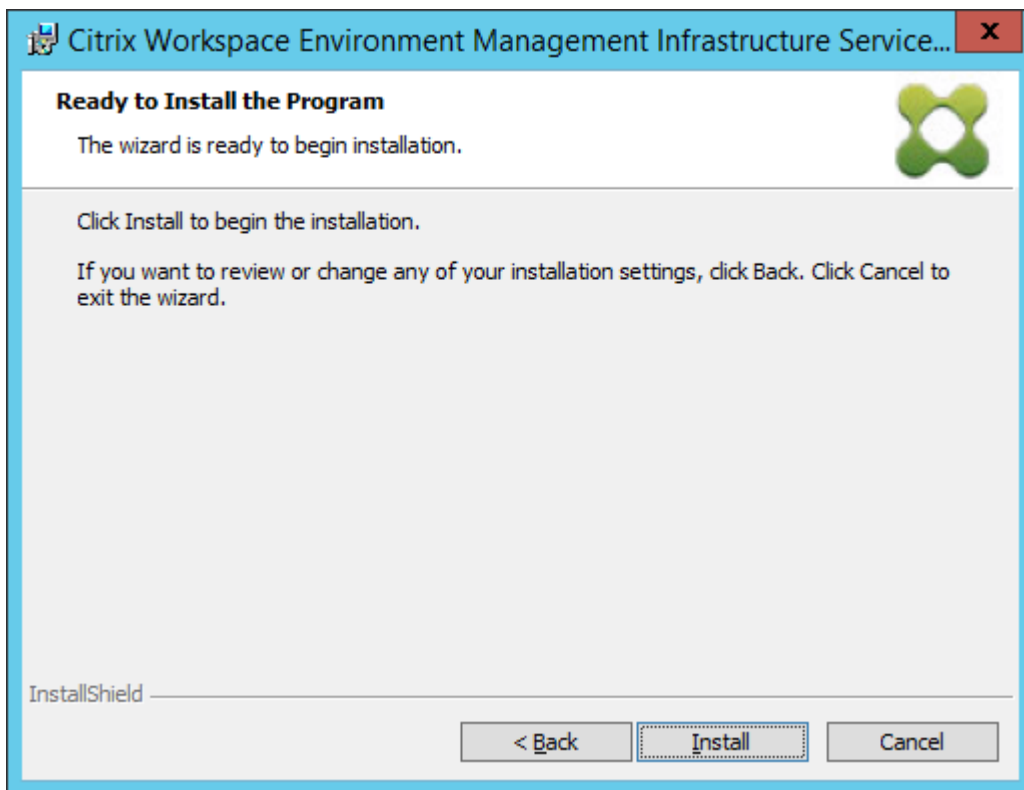 Citrix Workspace Environment Management Infrastructure Service...
x
Ready to Install the Program
The wizard is ready to begin installation.
Click Install to begin the installation.
If you want to review or change any of your installation settings, click Back. Click Cancel to
exit the wizard.
InstallShield
< Back
Install
Cancel